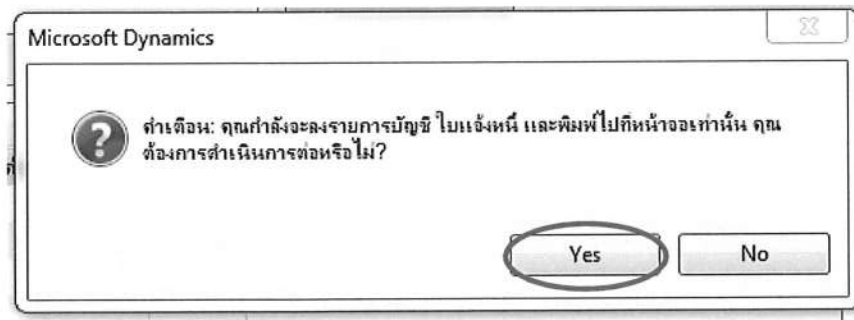 Microsoft Dynamics
คำเตือน: คุณกำลังจะลงรายการบัญชี ใบแจ้งหนี้ และพิมพ์ไปที่หน้าจอเท่านั้น คุณ
ต้องการดำเนินการต่อหรือไม่?
Yes
No